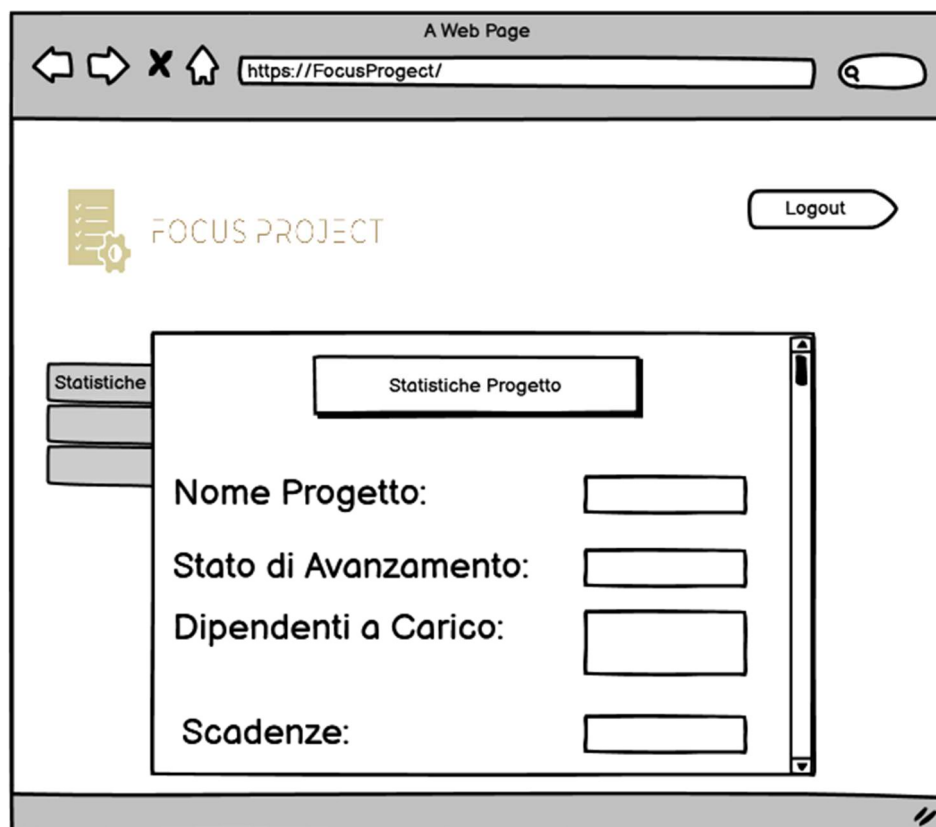 A Web Page
https://FocusProgect/
FOCUS PROJECT
Logout
Statistiche
Statistiche Progetto
Nome Progetto:
Stato di Avanzamento:
Dipendenti a Carico:
Scadenze: